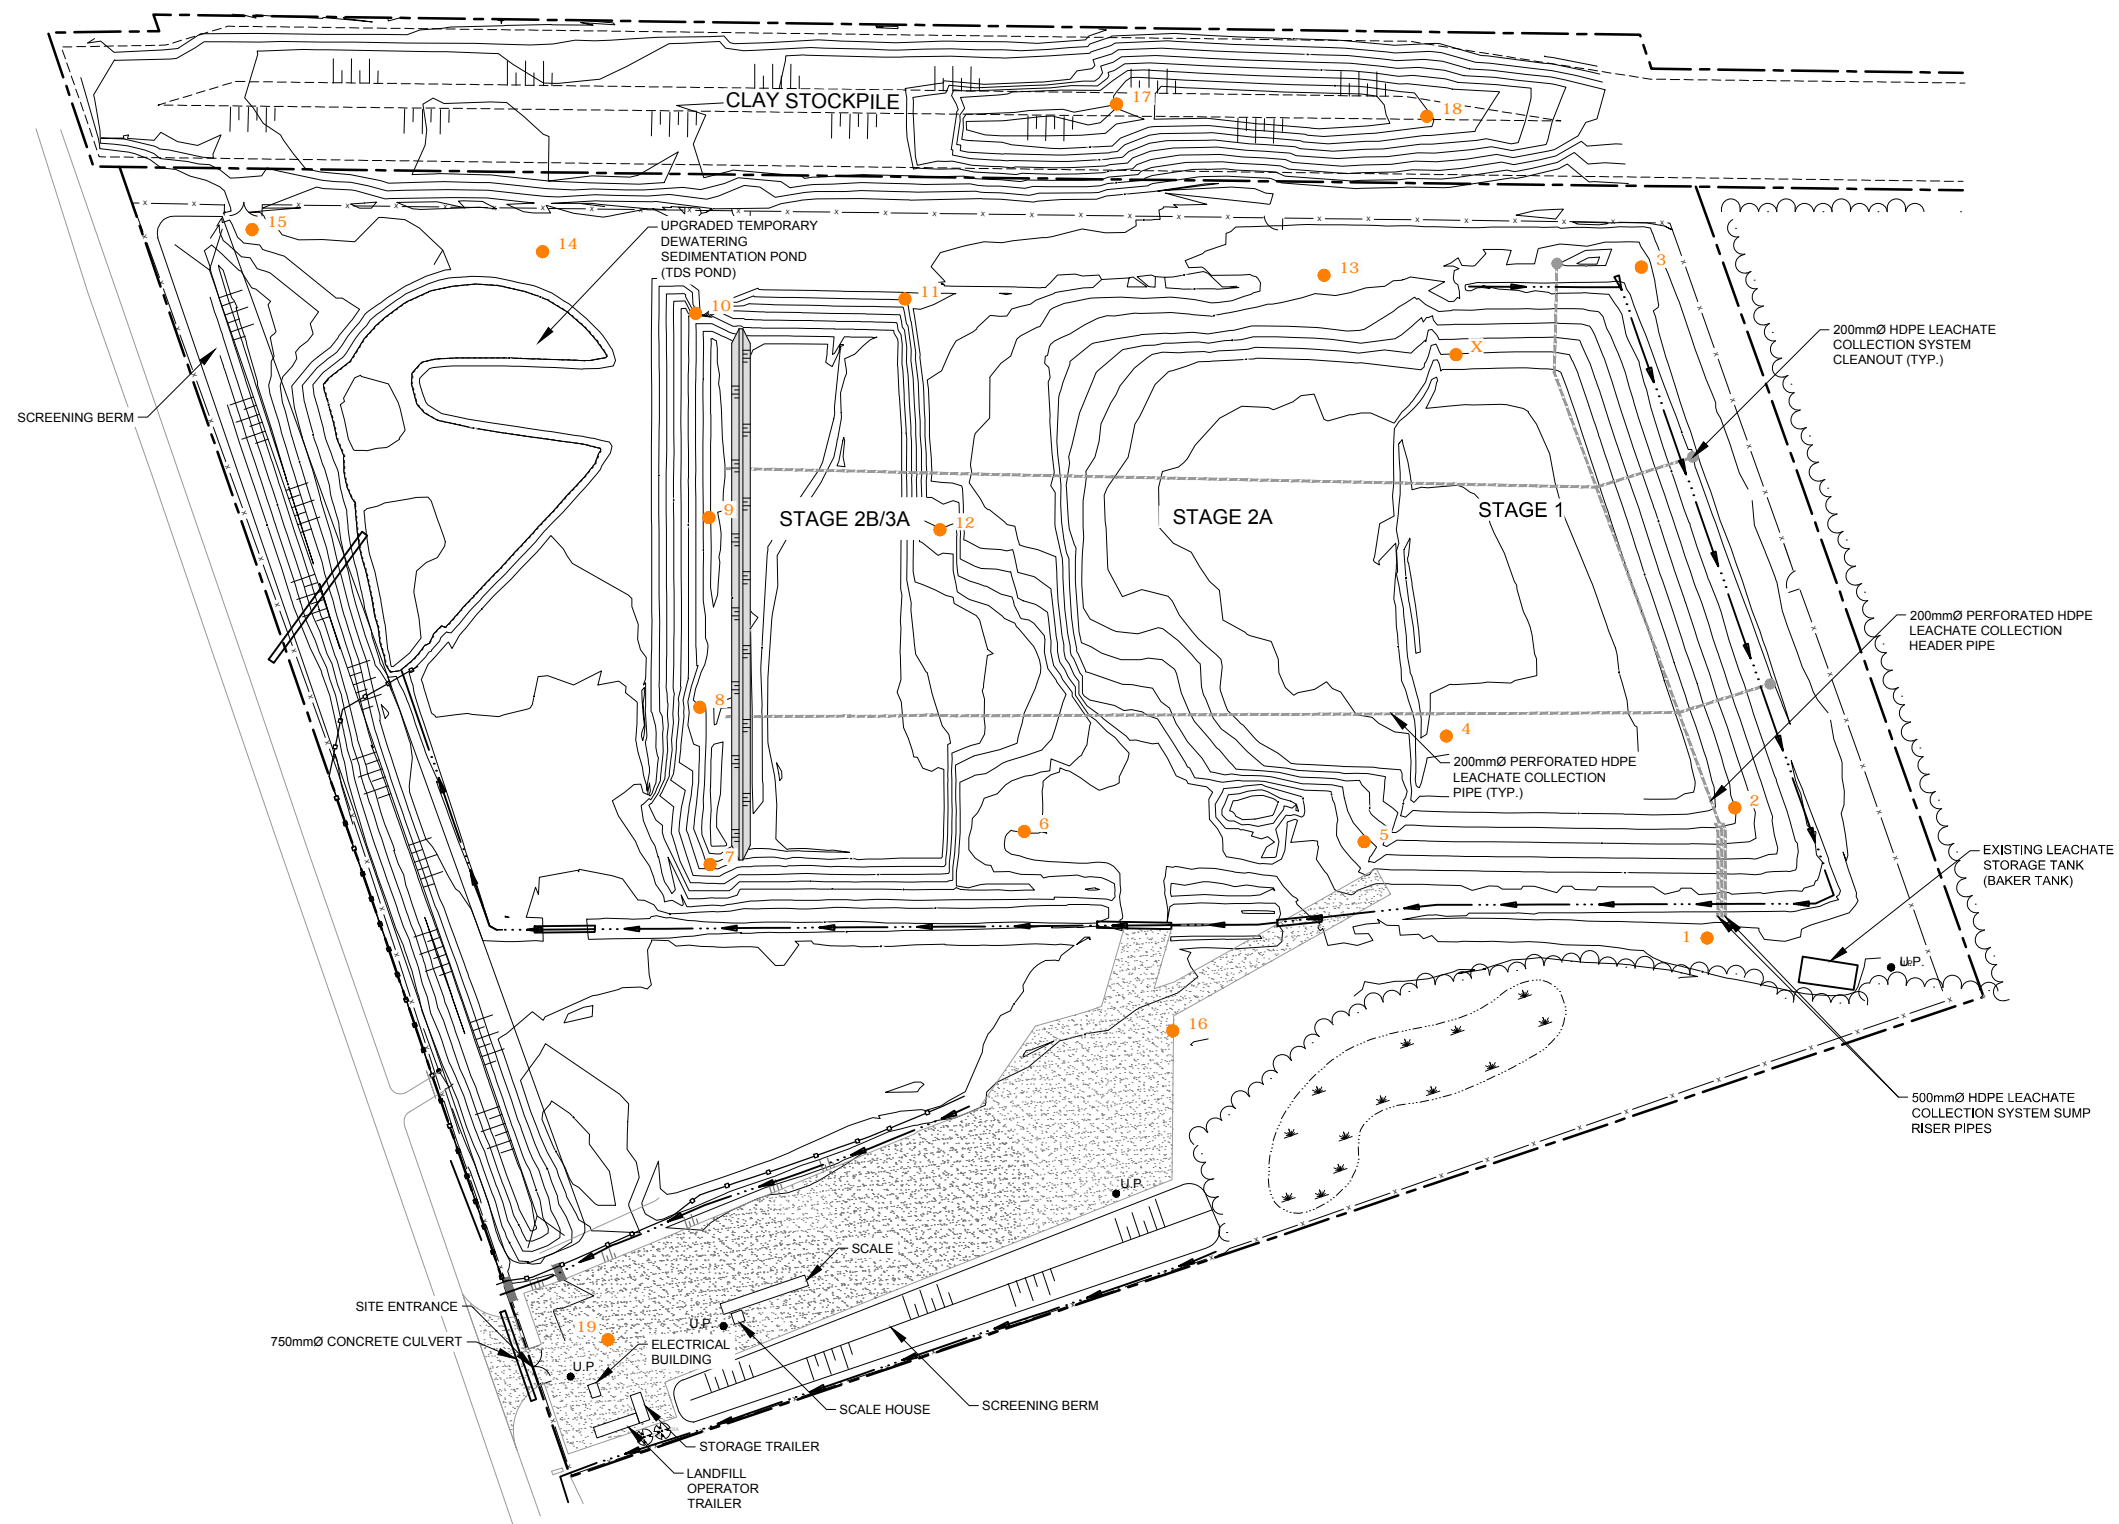 17
CLAY STOCKPILE
18
15
UPGRADED TEMPORARY
DEWATERING
SEDIMENTATION POND
(TDS POND)
14
13
3
10
11
200mmØ HDPE LEACHATE
COLLECTION SYSTEM
CLEANOUT (TYP.)
X
SCREENING BERM
9
STAGE 2B/3A
12
STAGE 2A
STAGE 1
200mmØ PERFORATED HDPE
LEACHATE COLLECTION
HEADER PIPE
8
4
200mmØ PERFORATED HDPE
LEACHATE COLLECTION
PIPE (TYP.)
2
6
5
7
EXISTING LEACHATE
STORAGE TANK
(BAKER TANK)
1
U.P.
16
500mmØ HDPE LEACHATE
COLLECTION SYSTEM SUMP
RISER PIPES
U.P.
SCALE
SITE ENTRANCE
19
U.P.
750mmØ CONCRETE CULVERT
ELECTRICAL
BUILDING
U.P.
SCALE HOUSE
SCREENING BERM
STORAGE TRAILER
LANDFILL
OPERATOR
TRAILER